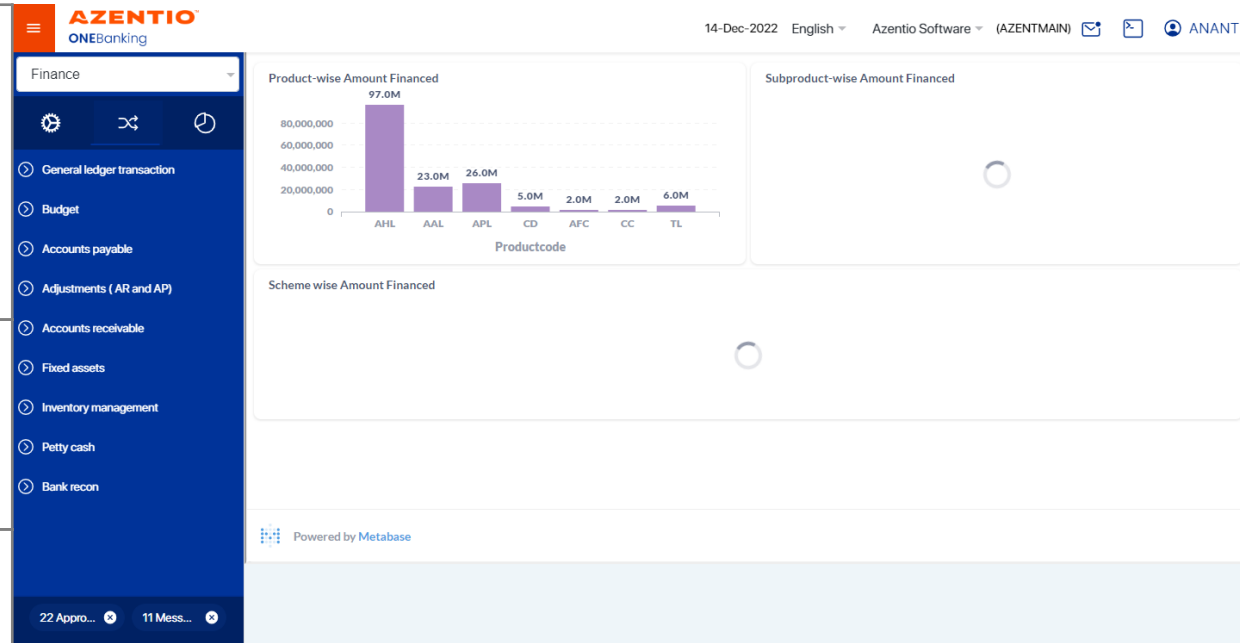 AZENTIO™
ONEBanking
14-Dec-2022 English Azentio Software (AZENTMAIN) ANANT
Finance
General ledger transaction
Budget
Accounts payable
Adjustments ( AR and AP)
Accounts receivable
Fixed assets
Inventory management
Petty cash
Bank recon
22 Appro... 11 Mess...
Product-wise Amount Financed
97.0M
80,000,000
60,000,000
40,000,000
20,000,000
0
23.0M 26.0M 5.0M 2.0M 2.0M 6.0M
AHL AAL APL CD AFC CC TL
Productcode
Subproduct-wise Amount Financed
Scheme wise Amount Financed
Powered by Metabase